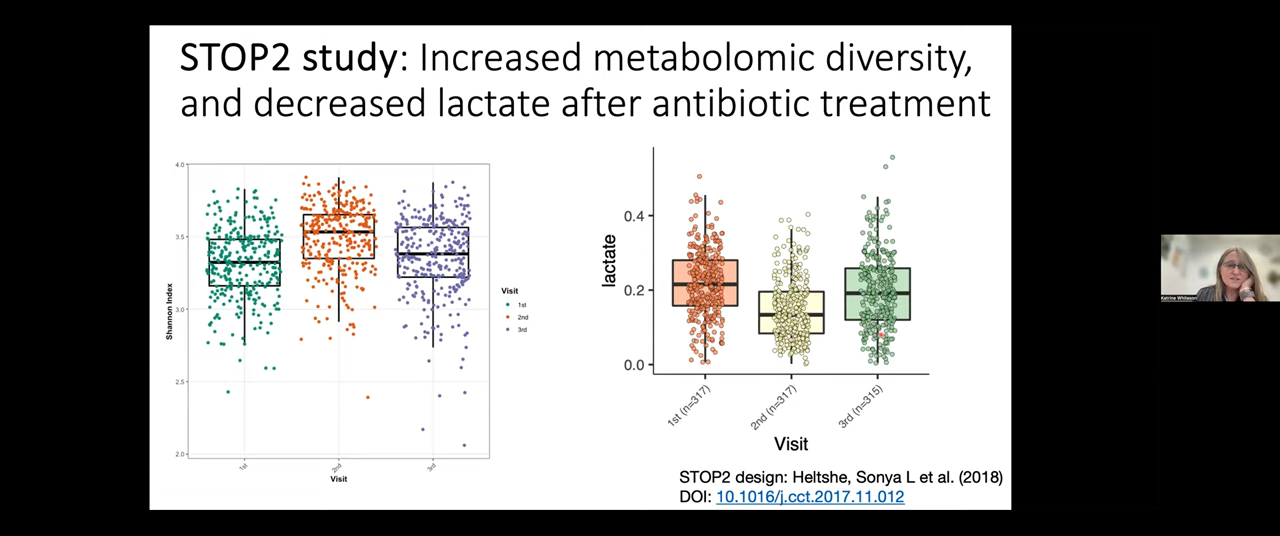 STOP2 study: Increased metabolomic diversity,
and decreased lactate after antibiotic treatment
4.0
3.5
3.0
2.5
2.0
Shannon Index
1st
2nd
3rd
Visit
Visit
1st
2nd
3rd
lactate
0.4
0.2
0.0
1st (n=317)
2nd (n=317)
3rd (n=315)
Visit
STOP2 design: Heltshe, Sonya L et al. (2018)
DOI: 10.1016/j.cct.2017.11.012
Katrine Whiteson